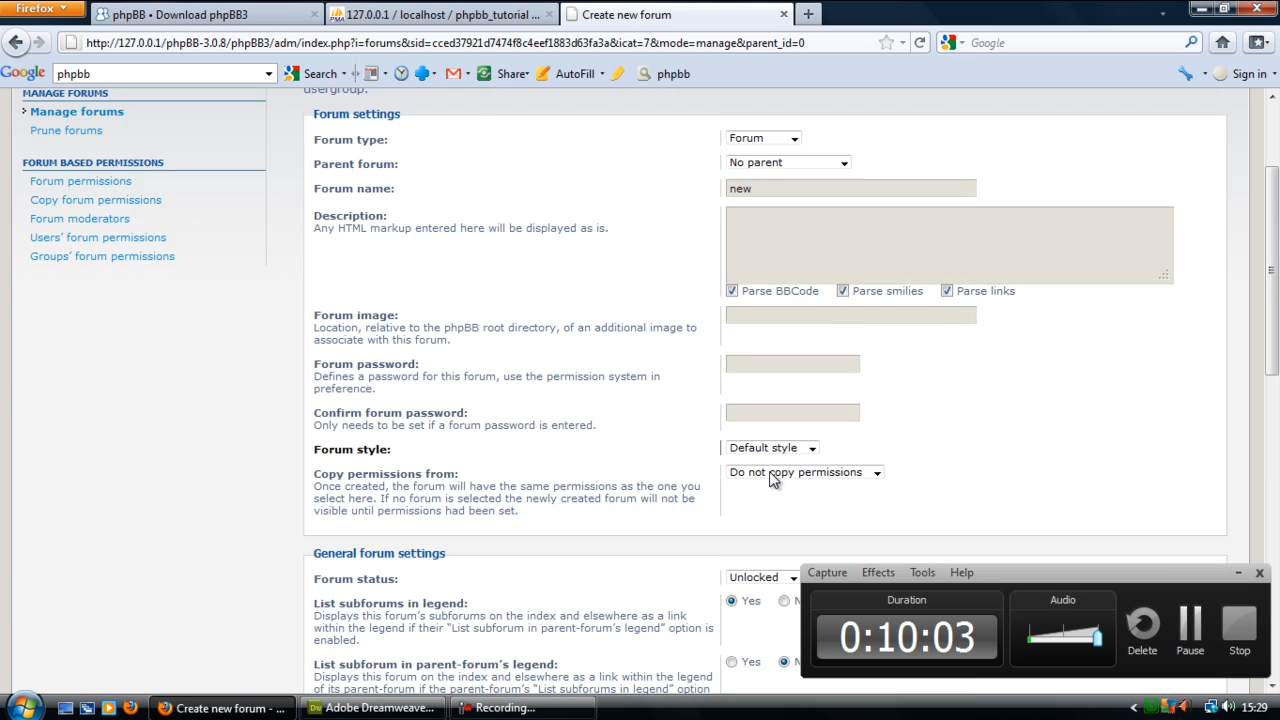 Firefox
phpBB • Download phpBB3
PMA 127.0.0.1 / localhost / phpbb_tutorial ...
Create new forum
http://127.0.0.1/phpBB-3.0.8/phpBB3/adm/index.php?i=forums&sid=cced37921d7474f8c4eef1883d63fa3a&icat=7&mode=manage&parent_id=0
Google
Google phpbb Search Share AutoFill phpbb Sign in
usergroup.
MANAGE FORUMS
Manage forums
Prune forums
FORUM BASED PERMISSIONS
Forum permissions
Copy forum permissions
Forum moderators
Users' forum permissions
Groups' forum permissions
Forum settings
Forum type: Forum
Parent forum: No parent
Forum name: new
Description:
Any HTML markup entered here will be displayed as is.
Parse BBCode Parse smilies Parse links
Forum image:
Location, relative to the phpBB root directory, of an additional image to
associate with this forum.
Forum password:
Defines a password for this forum, use the permission system in
preference.
Confirm forum password:
Only needs to be set if a forum password is entered.
Forum style: Default style
Copy permissions from: Do not copy permissions
Once created, the forum will have the same permissions as the one you
select here. If no forum is selected the newly created forum will not be
visible until permissions had been set.
General forum settings
Forum status: Unlocked
List subforums in legend: Yes
Displays this forum's subforums on the index and elsewhere as a link
within the legend if their "List subforum in parent-forum's legend" option is
enabled.
List subforum in parent-forum's legend: Yes
Displays this forum on the index and elsewhere as a link within the legend
of its parent-forum if the parent-forum's "List subforums in legend" option
Capture Effects Tools Help
Duration
0:10:03
Audio
Delete
Pause
Stop
Create new forum - ...
Dw Adobe Dreamweave...
Recording...
15:29